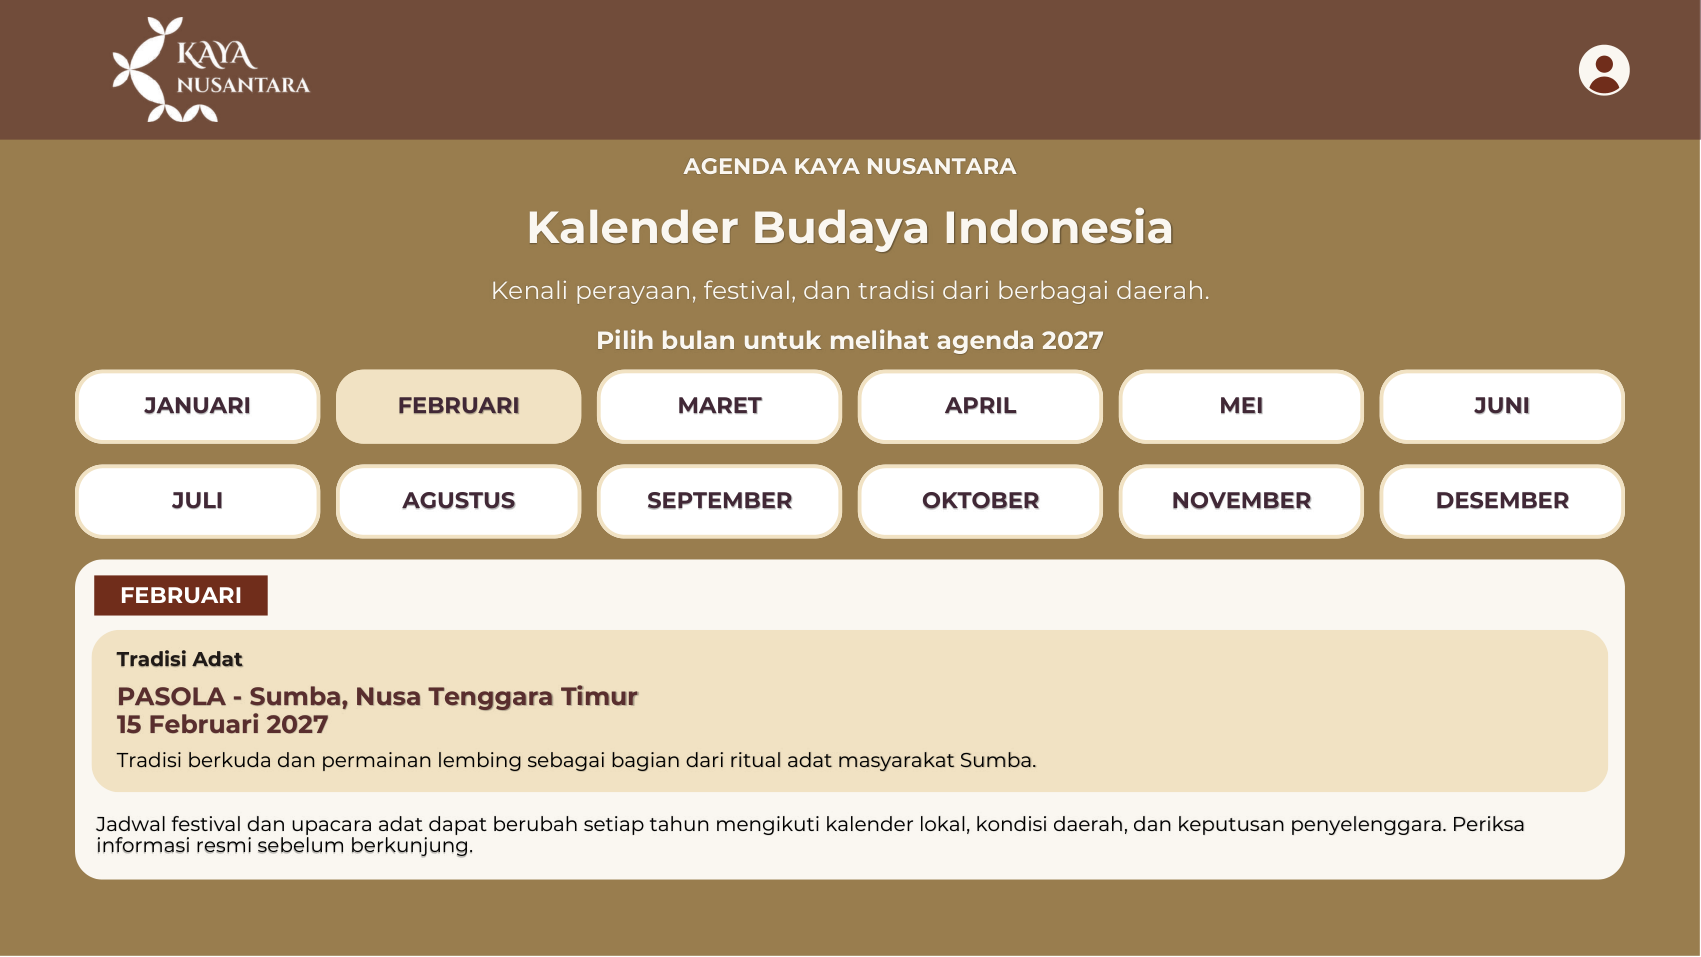 KAYA
NUSANTARA
AGENDA KAYA NUSANTARA
Kalender Budaya Indonesia
Kenali perayaan, festival, dan tradisi dari berbagai daerah.
Pilih bulan untuk melihat agenda 2027
JANUARI FEBRUARI MARET APRIL MEI JUNI
JULI AGUSTUS SEPTEMBER OKTOBER NOVEMBER DESEMBER
FEBRUARI
Tradisi Adat
PASOLA - Sumba, Nusa Tenggara Timur
15 Februari 2027
Tradisi berkuda dan permainan lembing sebagai bagian dari ritual adat masyarakat Sumba.
Jadwal festival dan upacara adat dapat berubah setiap tahun mengikuti kalender lokal, kondisi daerah, dan keputusan penyelenggara. Periksa
informasi resmi sebelum berkunjung.